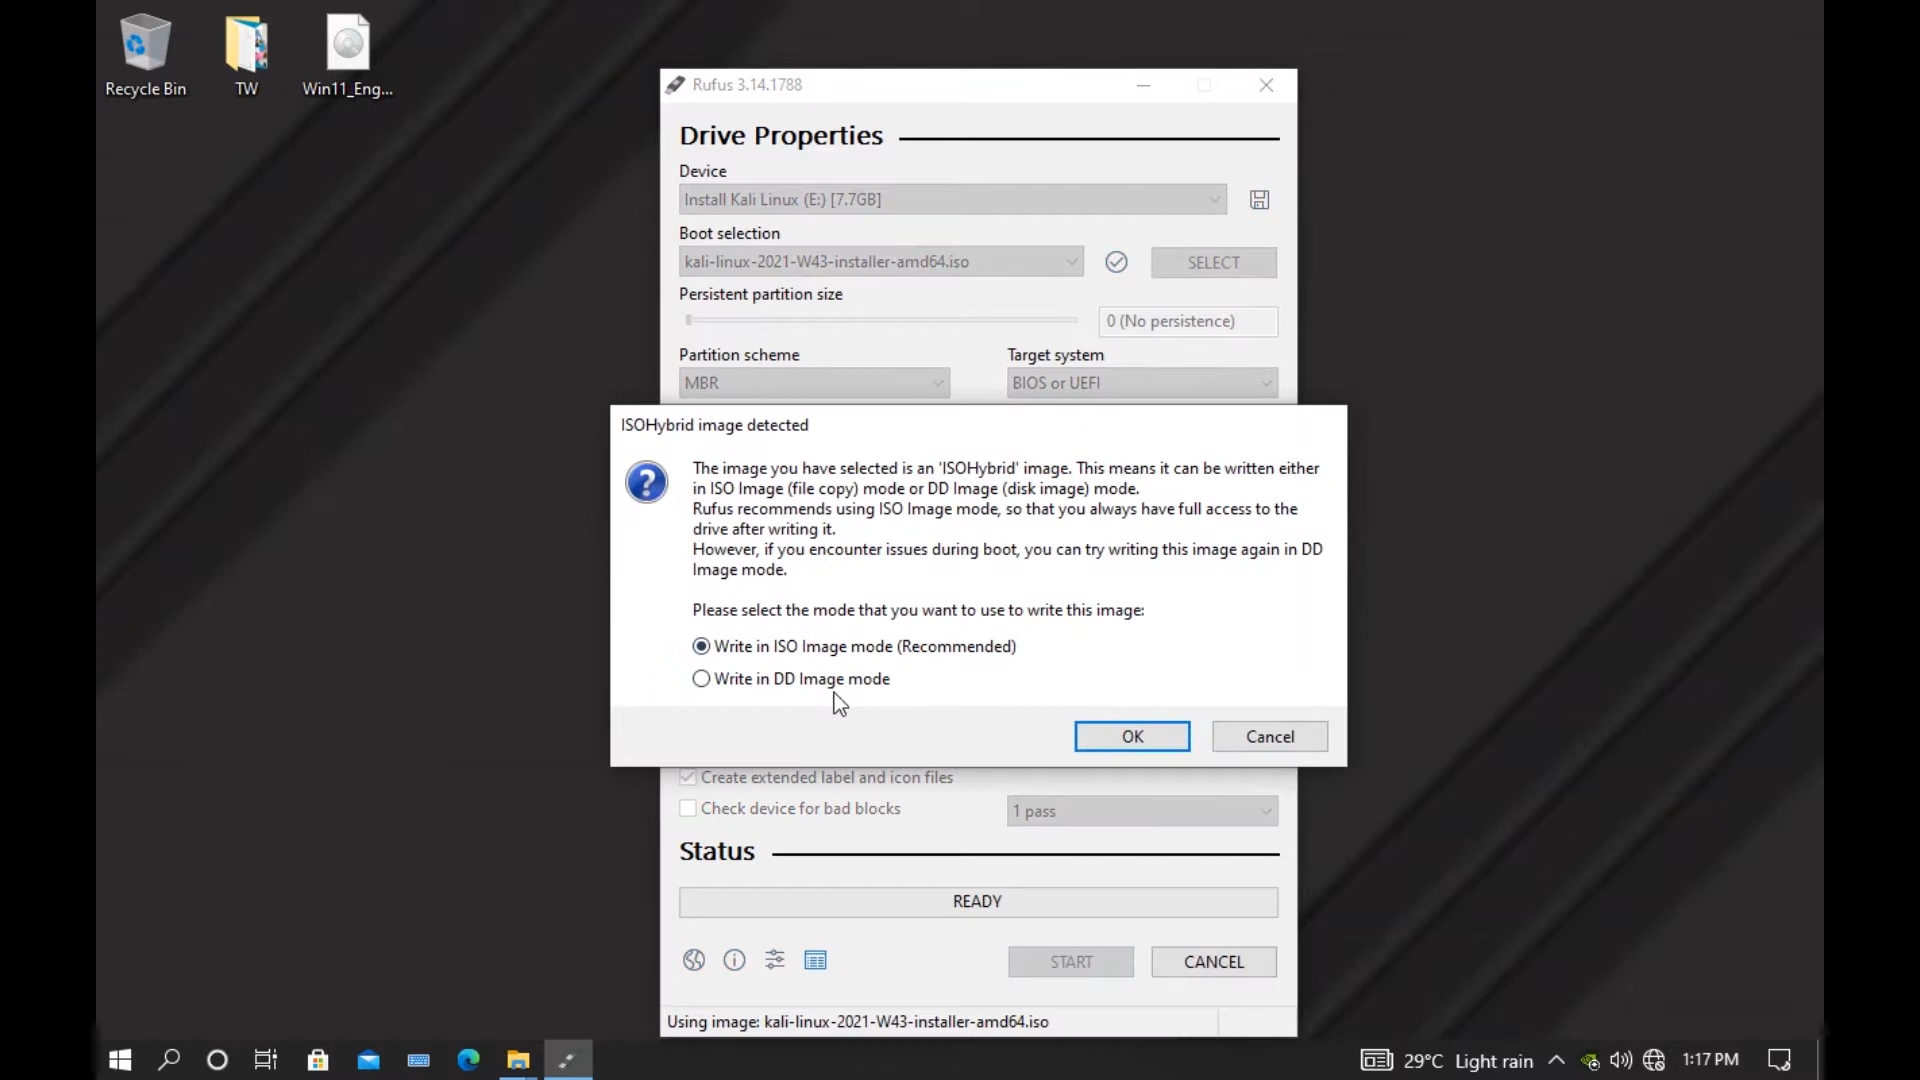 Recycle Bin
TW
Win11_Eng...
Rufus 3.14.1788
Drive Properties
Device
Install Kali Linux (E:) [7.7GB]
Boot selection
kali-linux-2021-W43-installer-amd64.iso
SELECT
Persistent partition size
0 (No persistence)
Partition scheme
Target system
MBR
BIOS or UEFI
ISOHybrid image detected
The image you have selected is an 'ISOHybrid' image. This means it can be written either
in ISO Image (file copy) mode or DD Image (disk image) mode.
Rufus recommends using ISO Image mode, so that you always have full access to the
drive after writing it.
However, if you encounter issues during boot, you can try writing this image again in DD
Image mode.
Please select the mode that you want to use to write this image:
Write in ISO Image mode (Recommended)
Write in DD Image mode
OK
Cancel
Create extended label and icon files
Check device for bad blocks
1 pass
Status
READY
START
CANCEL
Using image: kali-linux-2021-W43-installer-amd64.iso
29°C Light rain
1:17 PM